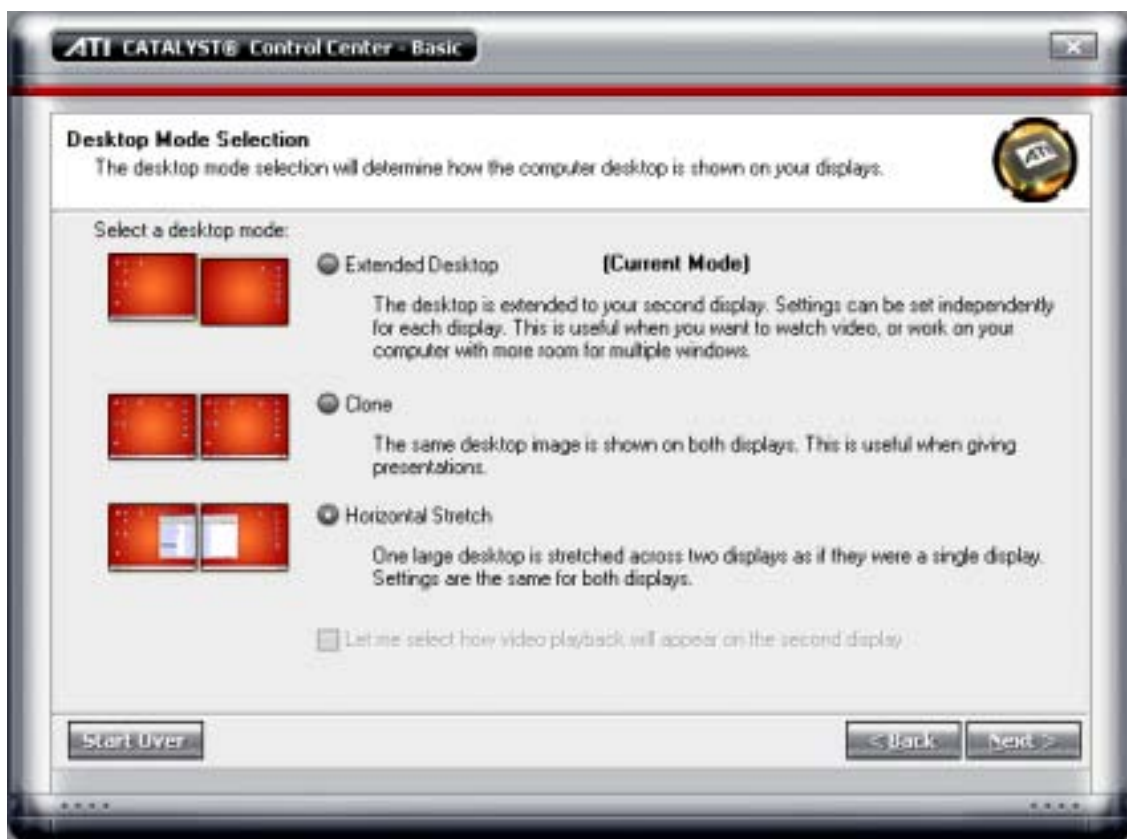 ATI CATALYST® Control Center - Basic
Desktop Mode Selection
The desktop mode selection will determine how the computer desktop is shown on your displays.
ATI
Select a desktop mode:
Extended Desktop (Current Mode)
The desktop is extended to your second display. Settings can be set independently
for each display. This is useful when you want to watch video, or work on your
computer with more room for multiple windows.
Clone
The same desktop image is shown on both displays. This is useful when giving
presentations.
Horizontal Stretch
One large desktop is stretched across two displays as if they were a single display.
Settings are the same for both displays.
Let me select how video playback will appear on the second display
Start Over
< Back
Next >